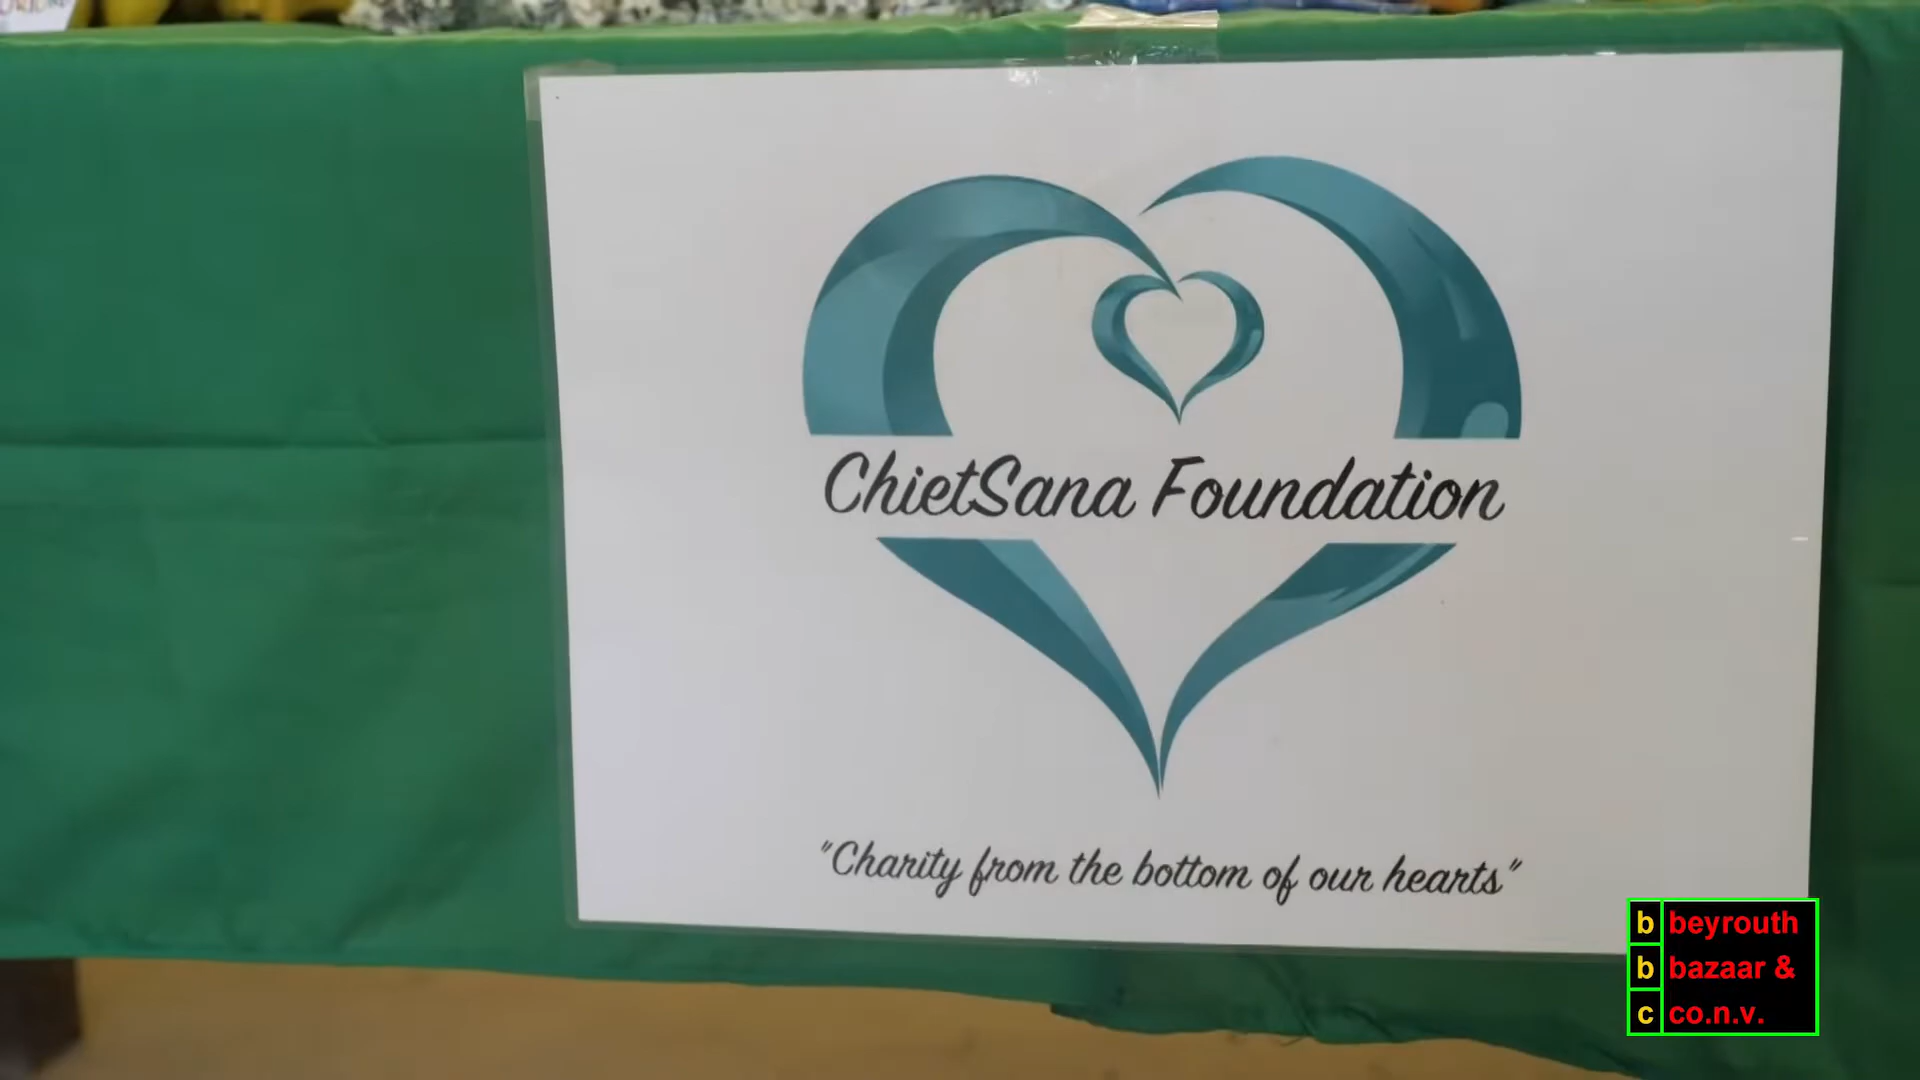 ChietSana Foundation
"Charity from the bottom of our hearts"
b beyrouth
b bazaar &
c co.n.v.